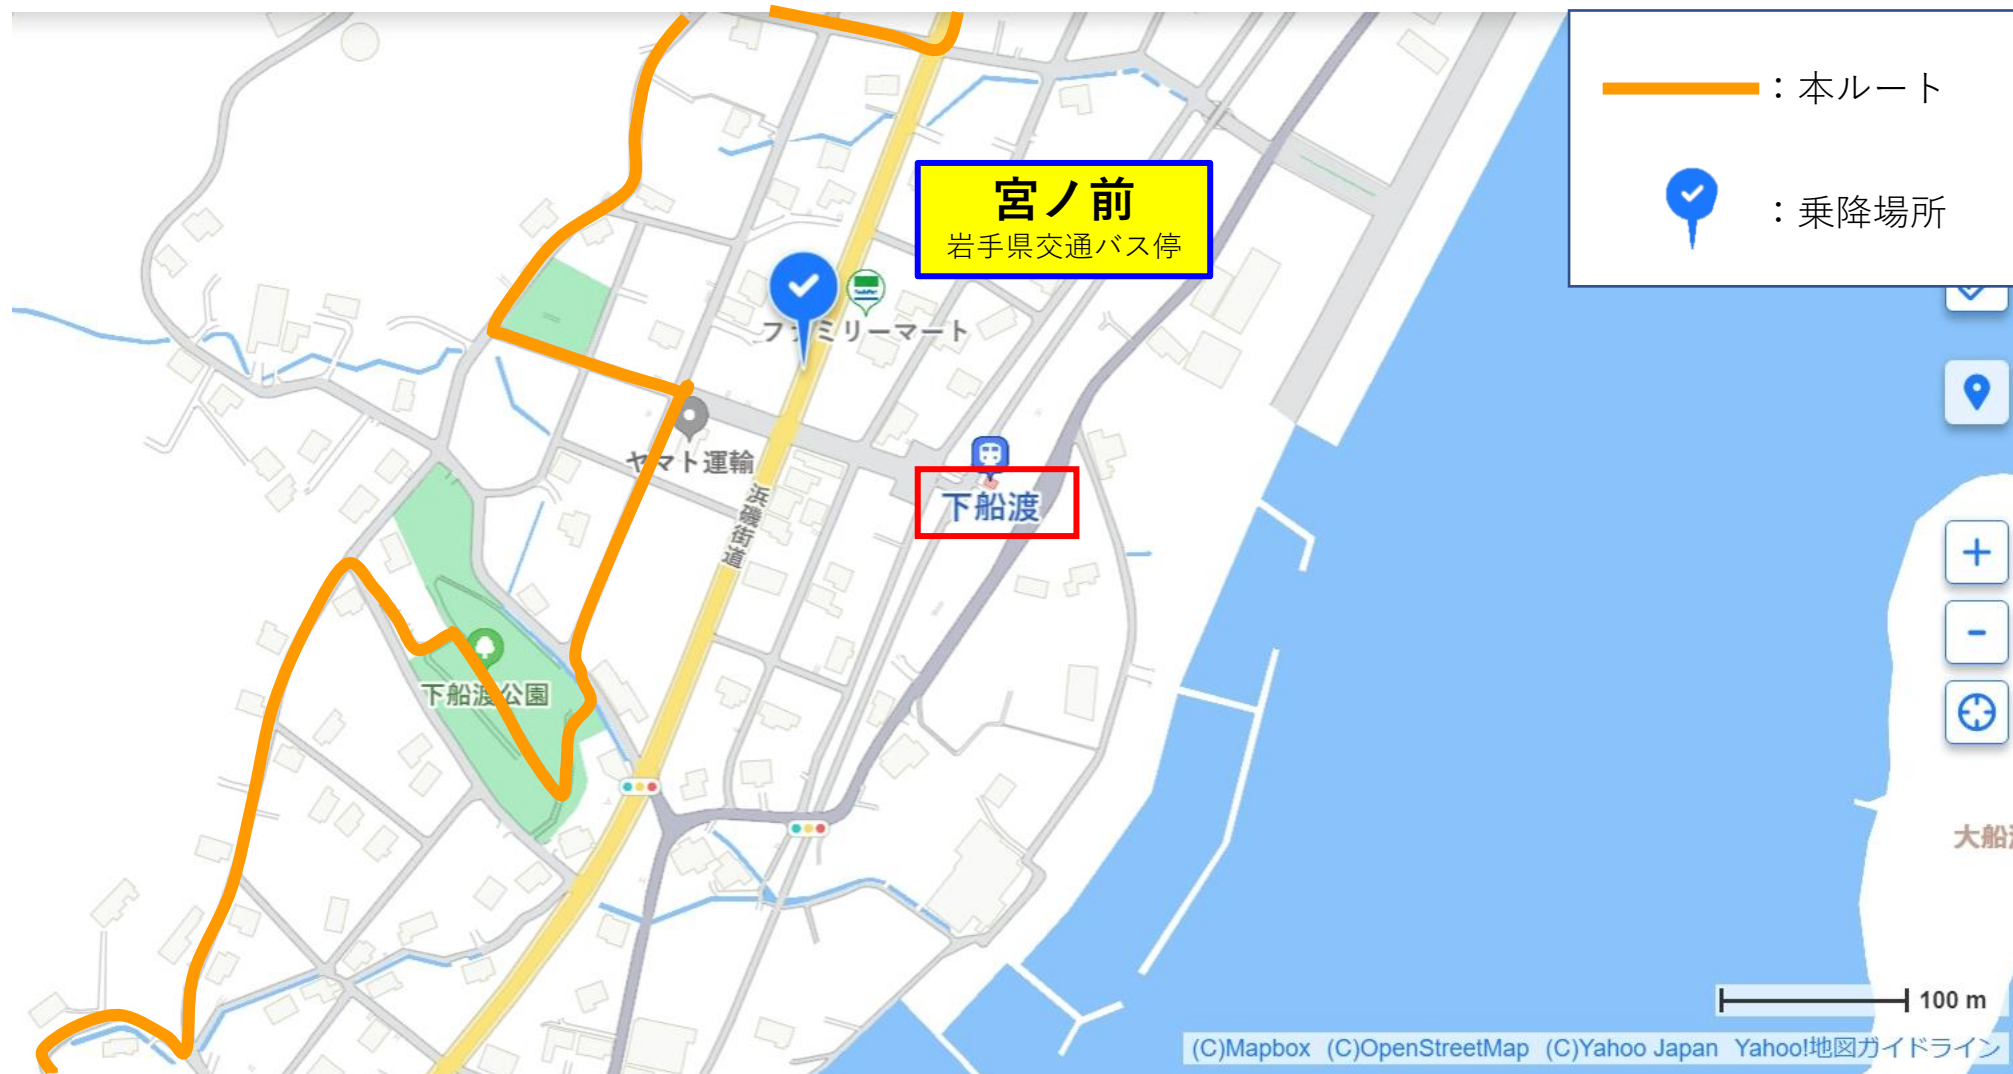 ：本ルート
：乗降場所
宮ノ前
岩手県交通バス停
ファミリーマート
ヤマト運輸
浜磯街道
下船渡
下船渡公園
大船
100 m
(C)Mapbox (C)OpenStreetMap (C)Yahoo Japan Yahoo!地図ガイドライン